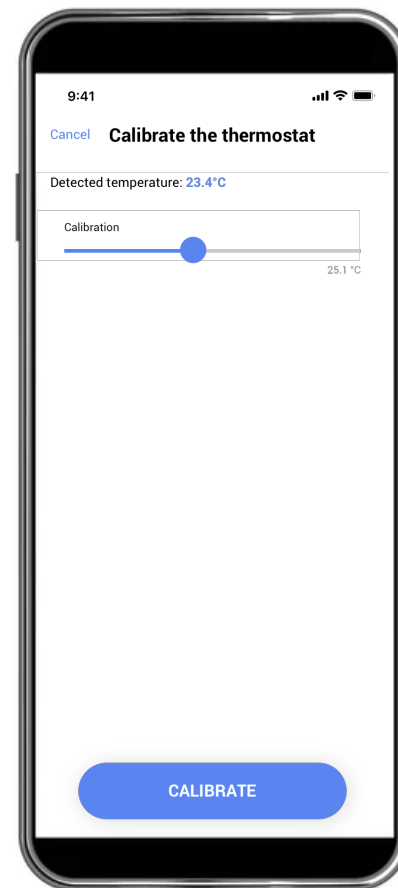 9:41
Cancel Calibrate the thermostat
Detected temperature: 23.4°C
Calibration
25.1 °C
CALIBRATE